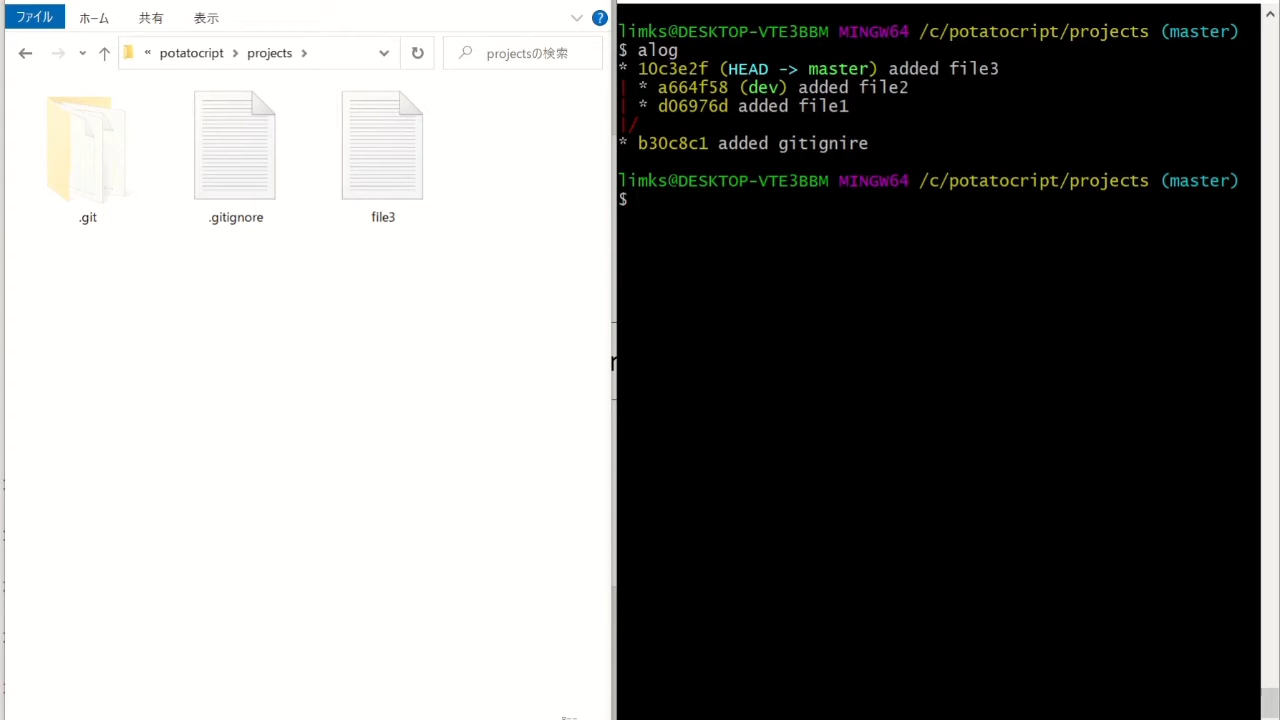 ファイル ホーム 共有 表示
« potatocript > projects > projectsの検索
.git .gitignore file3
limks@DESKTOP-VTE3BBM MINGW64 /c/potatocript/projects (master)
$ alog
* 10c3e2f (HEAD -> master) added file3
| * a664f58 (dev) added file2
| * d06976d added file1
|/
* b30c8c1 added gitignire
limks@DESKTOP-VTE3BBM MINGW64 /c/potatocript/projects (master)
$